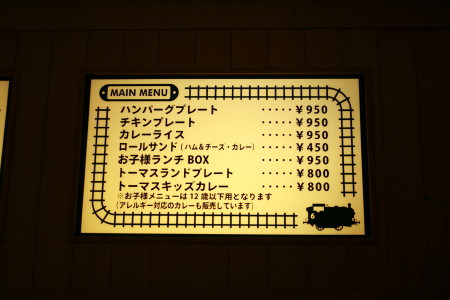 MAIN MENU
ハンバーグプレート ・・・・・ ¥950
チキンプレート ・・・・・ ¥950
カレーライス ・・・・・ ¥950
ロールサンド(ハム&チーズ・カレー) ・・・・ ¥450
お子様ランチ BOX ・・・・・ ¥950
トーマスランドプレート ・・・・・ ¥800
トーマスキッズカレー ・・・・・ ¥800
※お子様メニューは 12 歳以下用となります
(アレルギー対応のカレーも販売しています)